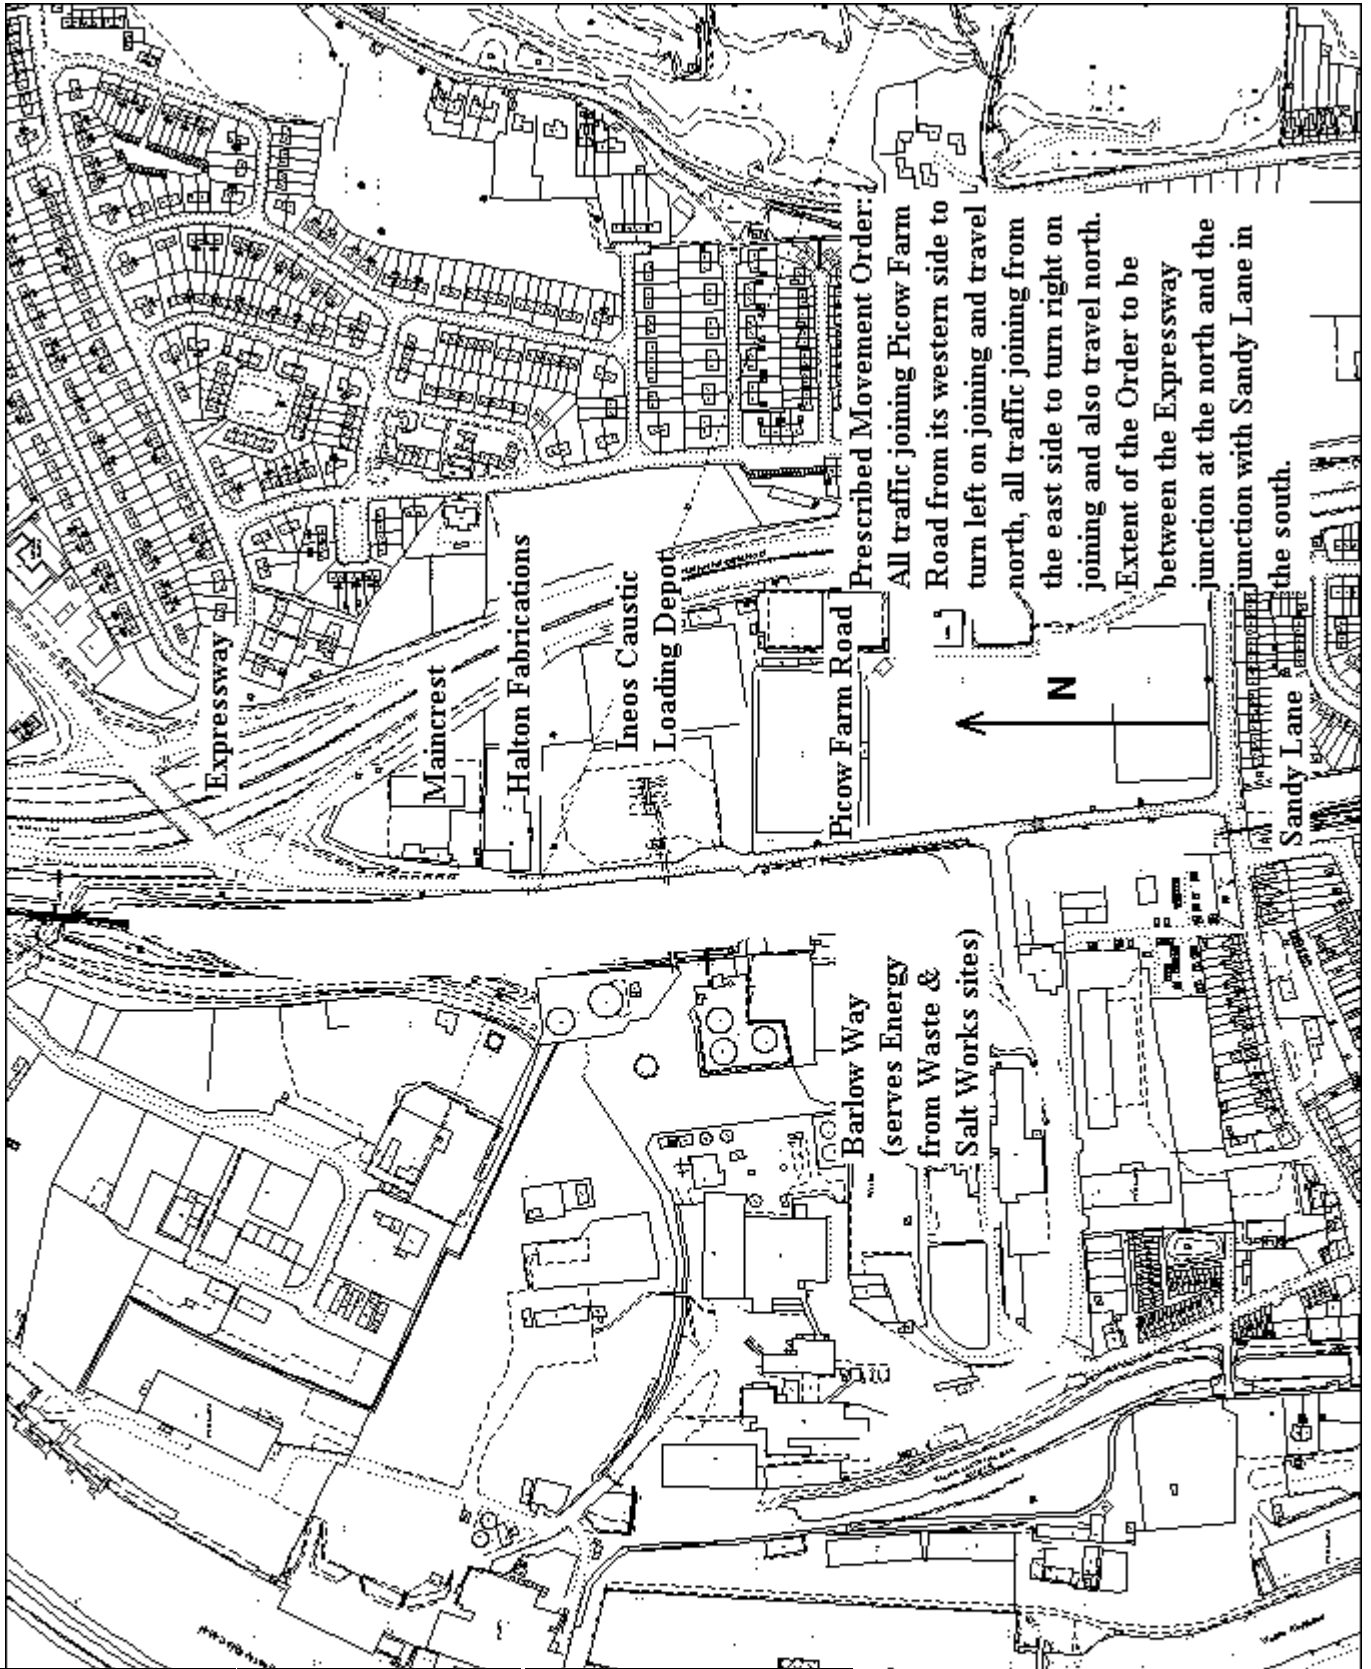 Expressway
Maincrest
Halton Fabrications
Ineos Caustic
Loading Depot
Picow Farm Road
Prescribed Movement Order:
All traffic joining Picow Farm
Road from its western side to
turn left on joining and travel
north, all traffic joining from
the east side to turn right on
joining and also travel north.
Extent of the Order to be
between the Expressway
junction at the north and the
junction with Sandy Lane in
the south.
N
Sandy Lane
Barlow Way
(serves Energy
from Waste &
Salt Works sites)